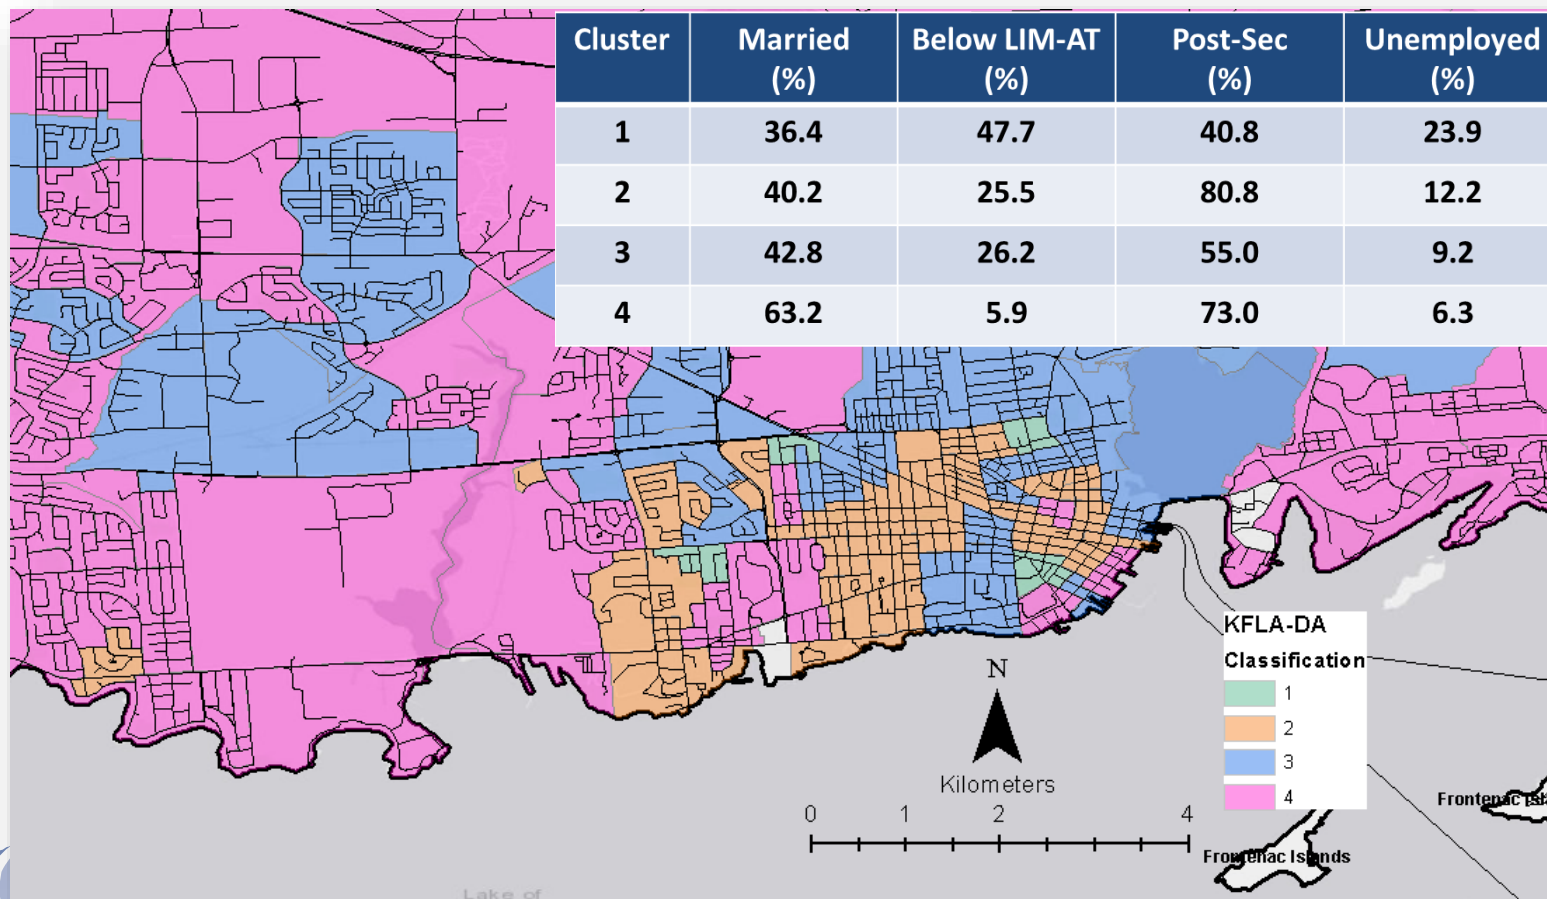 Cluster Married (%) Below LIM-AT (%) Post-Sec (%) Unemployed (%)
1 36.4 47.7 40.8 23.9
2 40.2 25.5 80.8 12.2
3 42.8 26.2 55.0 9.2
4 63.2 5.9 73.0 6.3
KFLA-DA
Classification
1
2
3
4
N
Kilometers
0 1 2 4
Frontenac
Frontenac Islands
Lake of